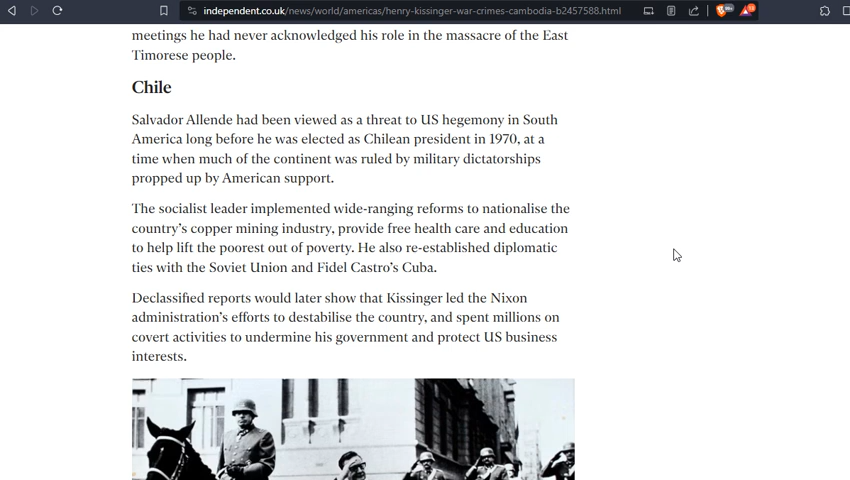 independent.co.uk/news/world/americas/henry-kissinger-war-crimes-cambodia-b2457588.html
meetings he had never acknowledged his role in the massacre of the East
Timorese people.
Chile
Salvador Allende had been viewed as a threat to US hegemony in South
America long before he was elected as Chilean president in 1970, at a
time when much of the continent was ruled by military dictatorships
propped up by American support.
The socialist leader implemented wide-ranging reforms to nationalise the
country’s copper mining industry, provide free health care and education
to help lift the poorest out of poverty. He also re-established diplomatic
ties with the Soviet Union and Fidel Castro’s Cuba.
Declassified reports would later show that Kissinger led the Nixon
administration’s efforts to destabilise the country, and spent millions on
covert activities to undermine his government and protect US business
interests.